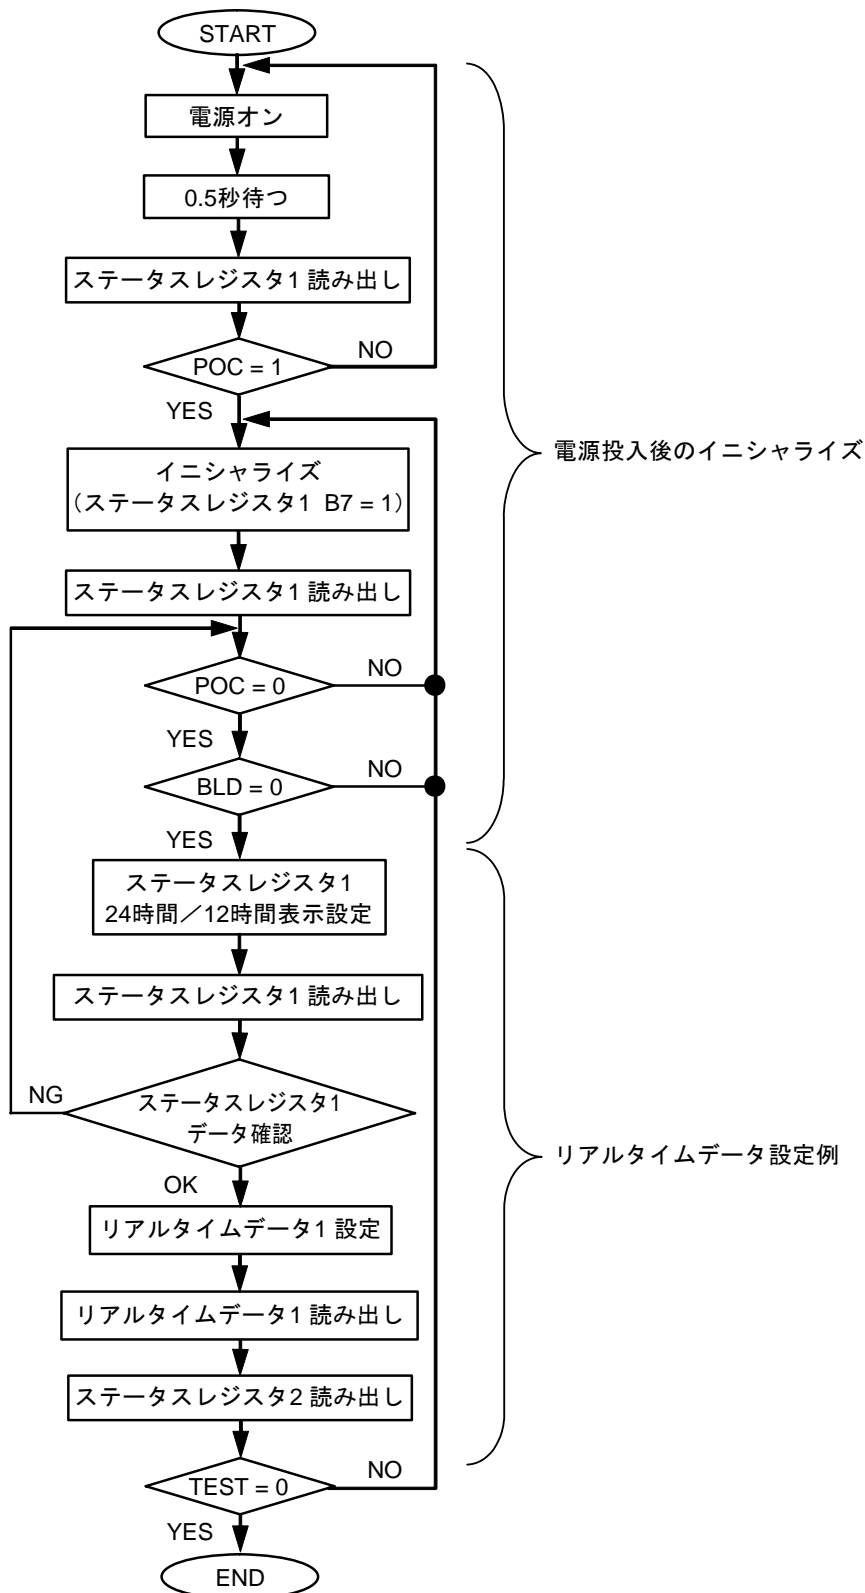 START
電源オン
0.5秒待つ
ステータスレジスタ1 読み出し
POC = 1
NO
YES
イニシャライズ
(ステータスレジスタ1 B7 = 1)
電源投入後のイニシャライズ
ステータスレジスタ1 読み出し
POC = 0
NO
YES
BLD = 0
NO
YES
ステータスレジスタ1
24時間／12時間表示設定
ステータスレジスタ1 読み出し
NG
ステータスレジスタ1
データ確認
リアルタイムデータ設定例
OK
リアルタイムデータ1 設定
リアルタイムデータ1 読み出し
ステータスレジスタ2 読み出し
TEST = 0
NO
YES
END